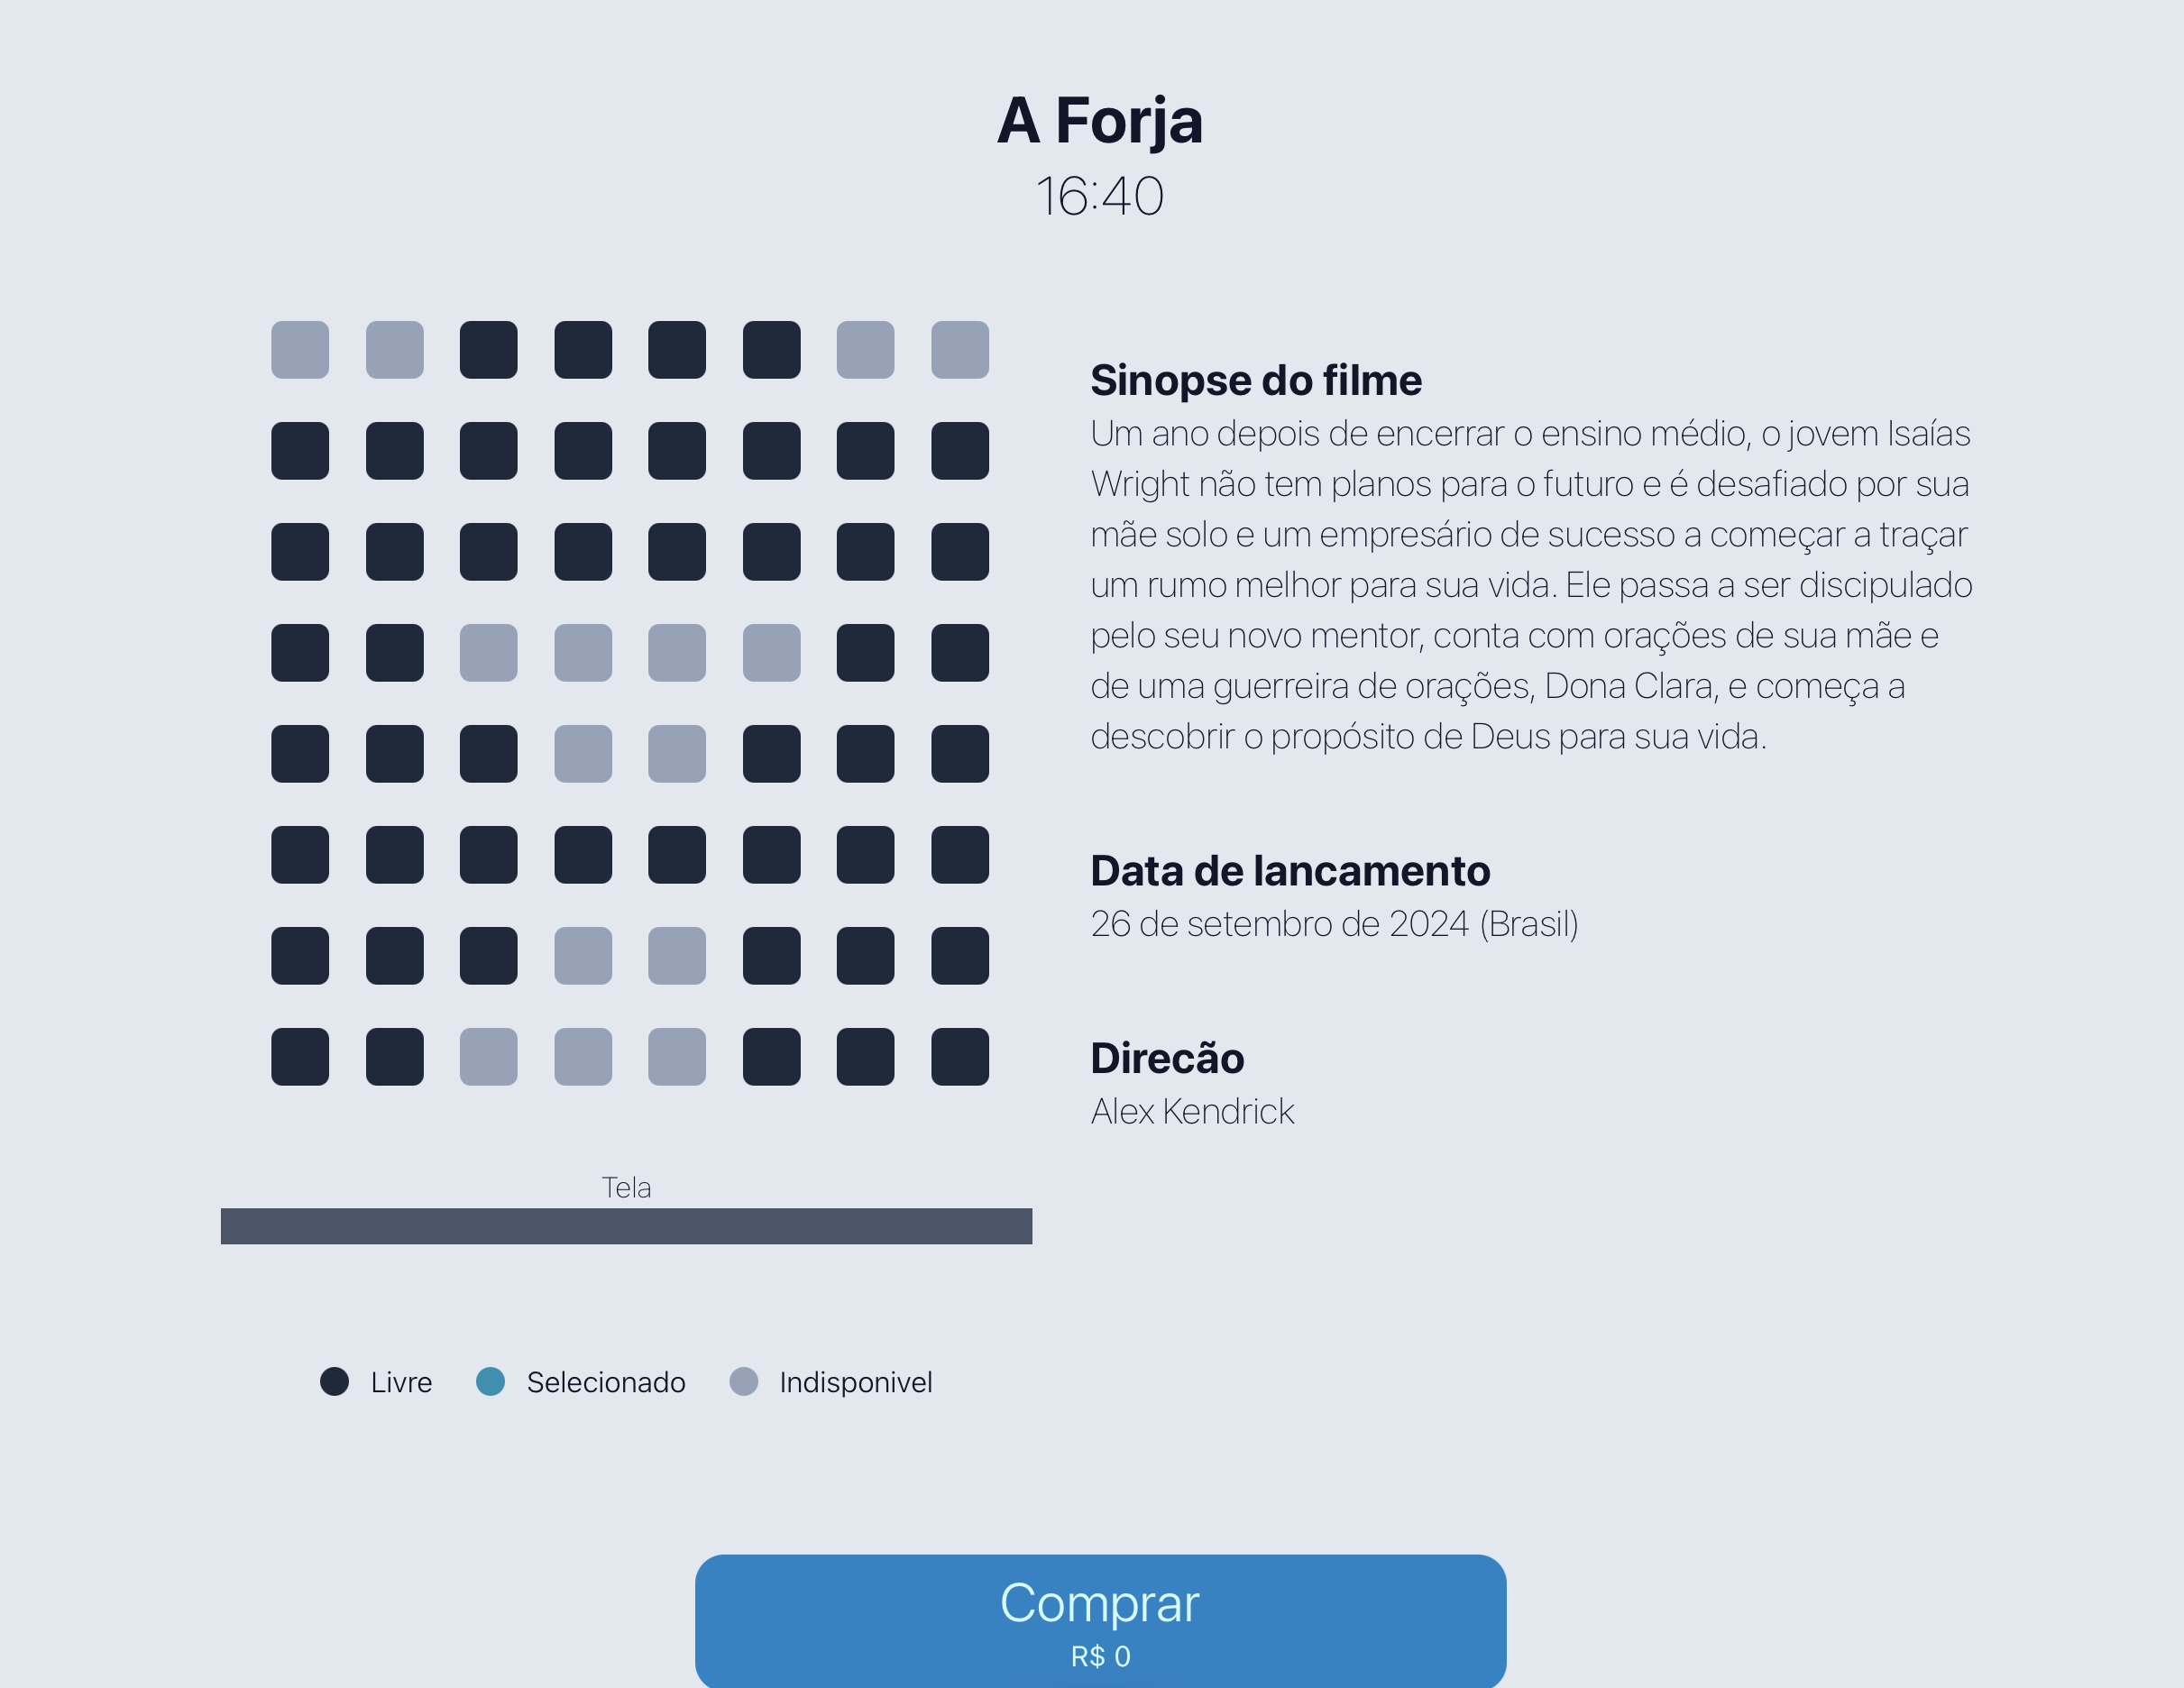 A Forja
16:40
Sinopse do filme
Um ano depois de encerrar o ensino médio, o jovem Isaías
Wright não tem planos para o futuro e é desafiado por sua
mãe solo e um empresário de sucesso a começar a traçar
um rumo melhor para sua vida. Ele passa a ser discipulado
pelo seu novo mentor, conta com orações de sua mãe e
de uma guerreira de orações, Dona Clara, e começa a
descobrir o propósito de Deus para sua vida.
Data de lancamento
26 de setembro de 2024 (Brasil)
Direcão
Alex Kendrick
Tela
Livre
Selecionado
Indisponivel
Comprar
R$ 0